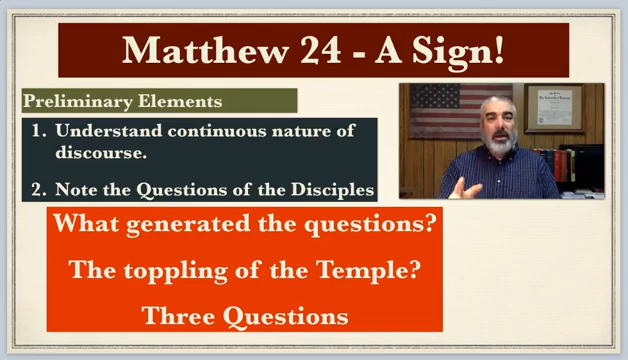 Matthew 24 - A Sign!
Preliminary Elements
1. Understand continuous nature of
discourse.
2. Note the Questions of the Disciples
What generated the questions?
The toppling of the Temple?
Three Questions